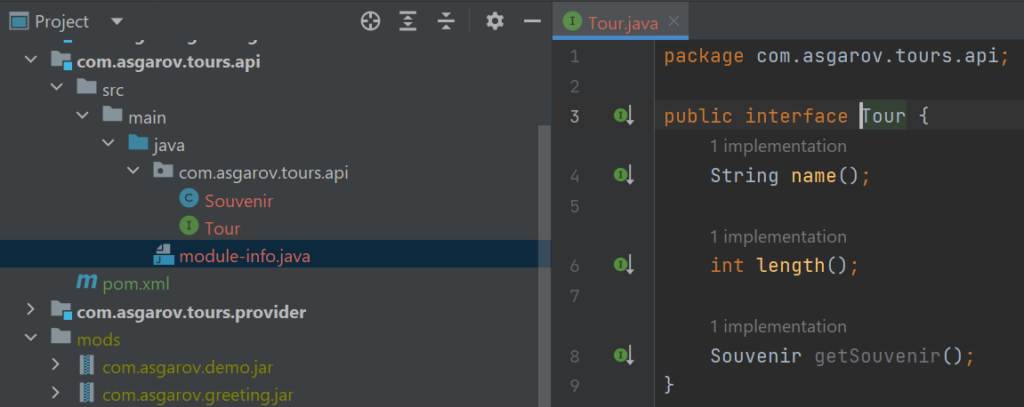 Project
com.asgarov.tours.api
src
main
java
com.asgarov.tours.api
C Souvenir
I Tour
module-info.java
m pom.xml
com.asgarov.tours.provider
mods
com.asgarov.demo.jar
com.asgarov.greeting.jar
I Tour.java
1 package com.asgarov.tours.api;
2
3 public interface Tour {
1 implementation
4 String name();
5
1 implementation
6 int length();
7
1 implementation
8 Souvenir getSouvenir();
9 }